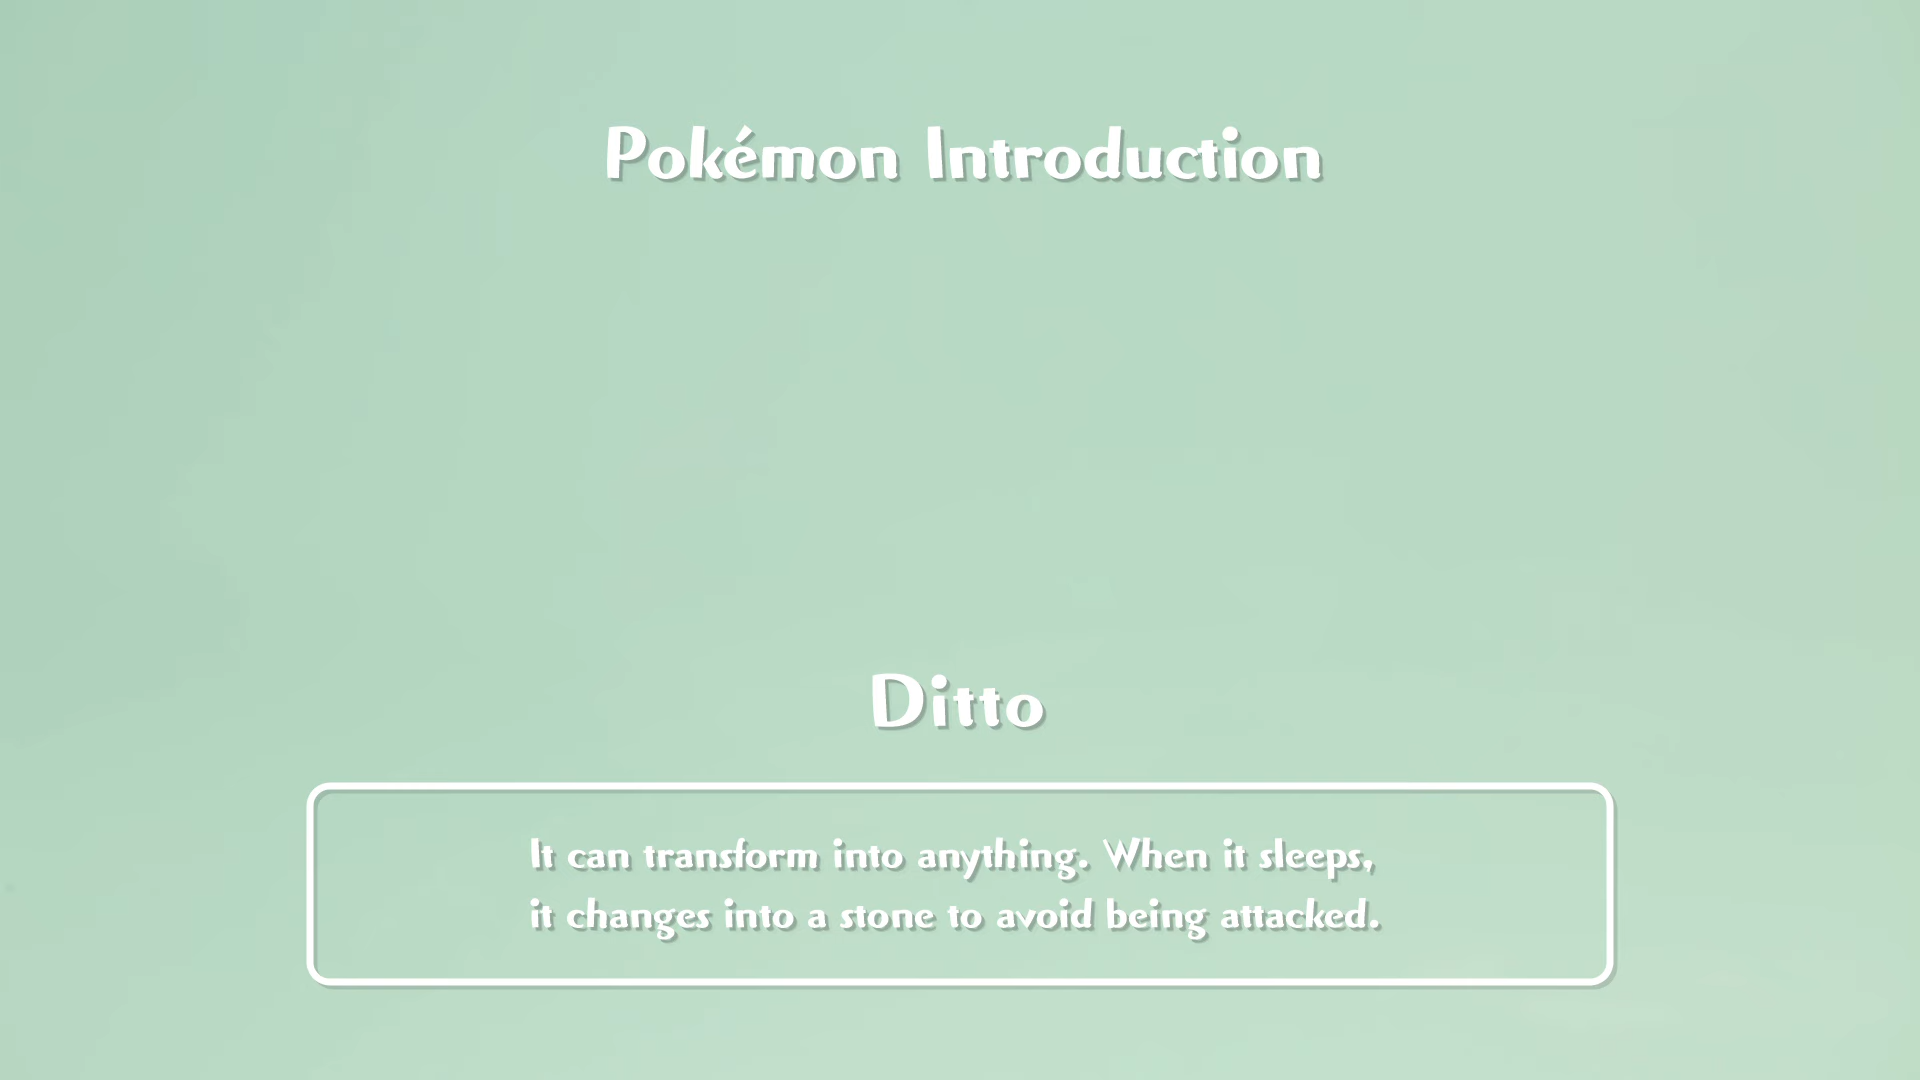 Pokémon Introduction
Ditto
It can transform into anything. When it sleeps,
it changes into a stone to avoid being attacked.